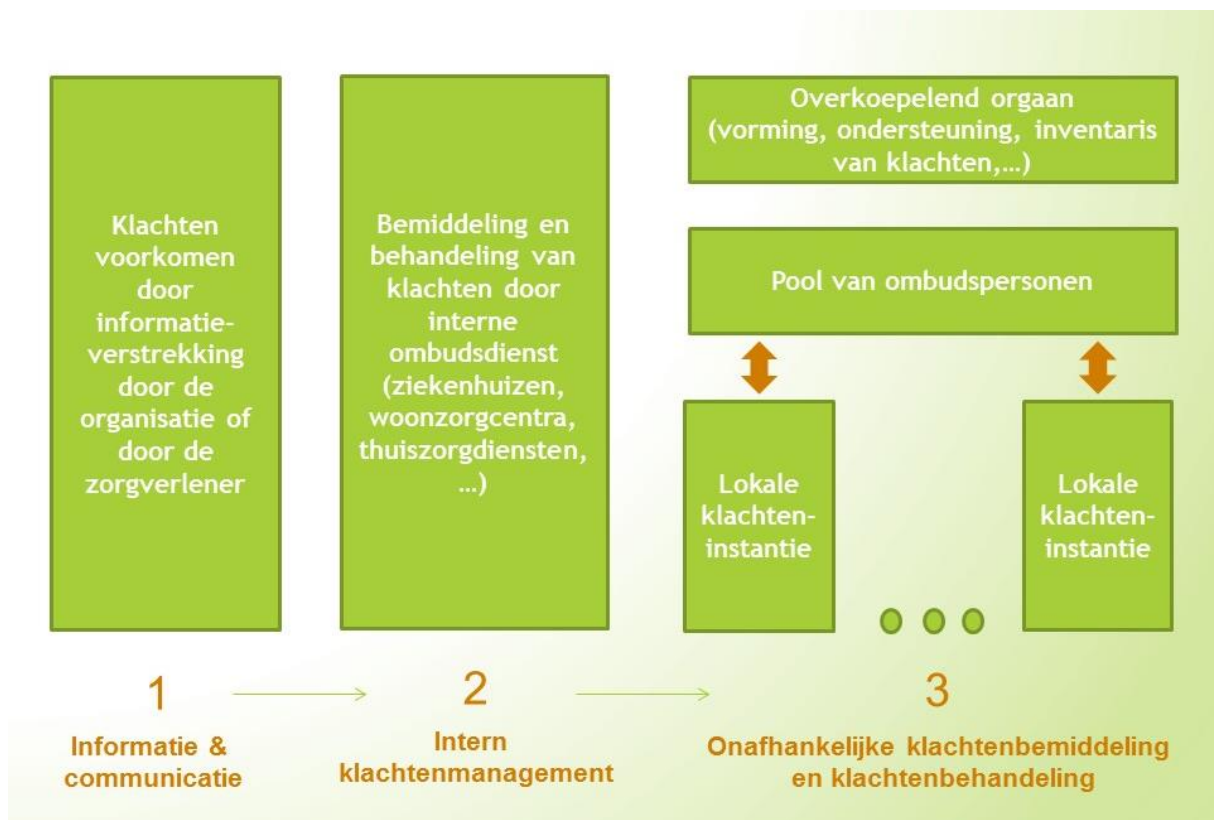 Klachten
voorkomen
door
informatie-
verstrekking
door de
organisatie of
door de
zorgverlener
Bemiddeling en
behandeling van
klachten door
interne
ombudsdienst
(ziekenhuizen,
woonzorgcentra,
thuiszorgdiensten,
...)
Overkoepelend orgaan
(vorming, ondersteuning, inventaris
van klachten,...)
Pool van ombudspersonen
Lokale
klachten-
instantie
Lokale
klachten-
instantie
1
Informatie &
communicatie
2
Intern
klachtenmanagement
3
Onafhankelijke klachtenbemiddeling
en klachtenbehandeling